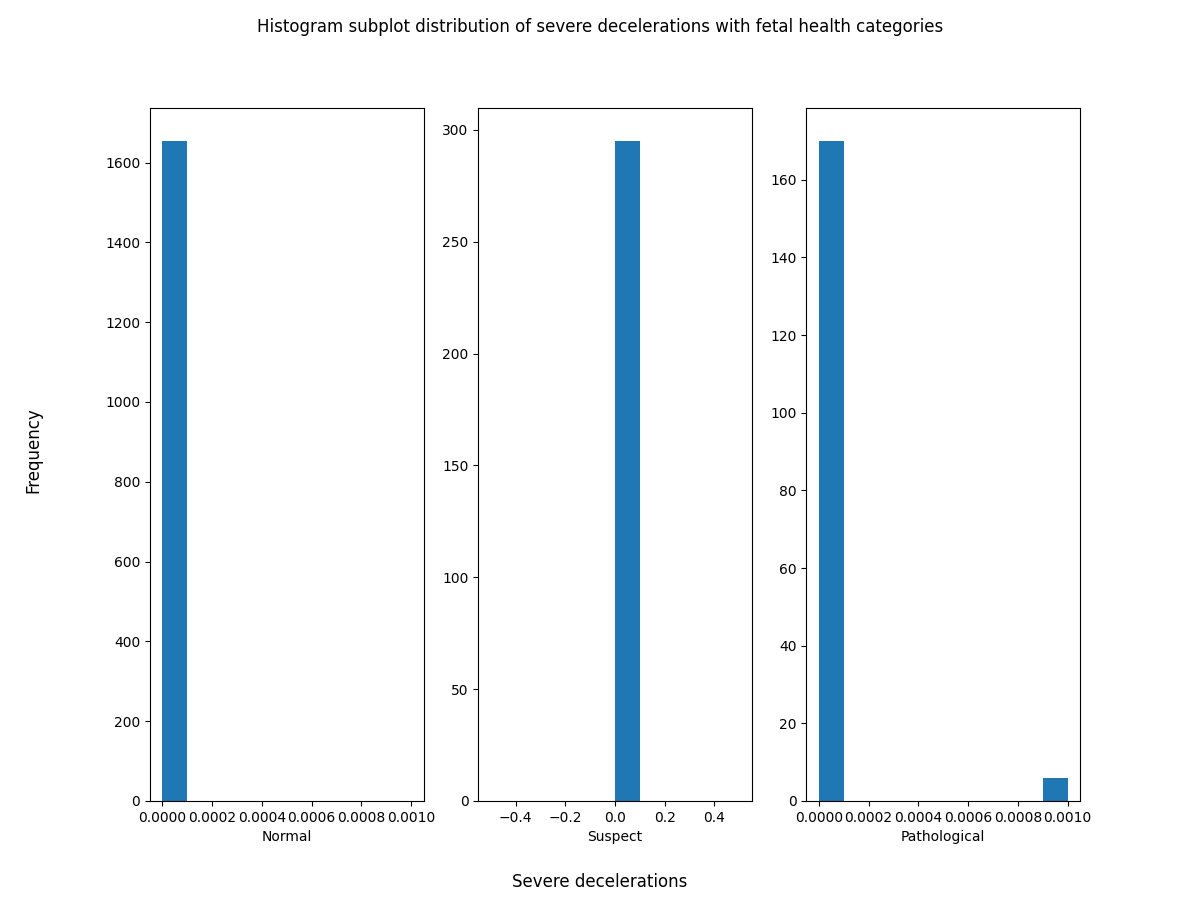 Histogram subplot distribution of severe decelerations with fetal health categories
Frequency
1600
1400
1200
1000
800
600
400
200
0
0.0000 0.0002 0.0004 0.0006 0.0008 0.0010
Normal
300
250
200
150
100
50
0
−0.4 −0.2 0.0 0.2 0.4
Suspect
160
140
120
100
80
60
40
20
0
0.0000 0.0002 0.0004 0.0006 0.0008 0.0010
Pathological
Severe decelerations